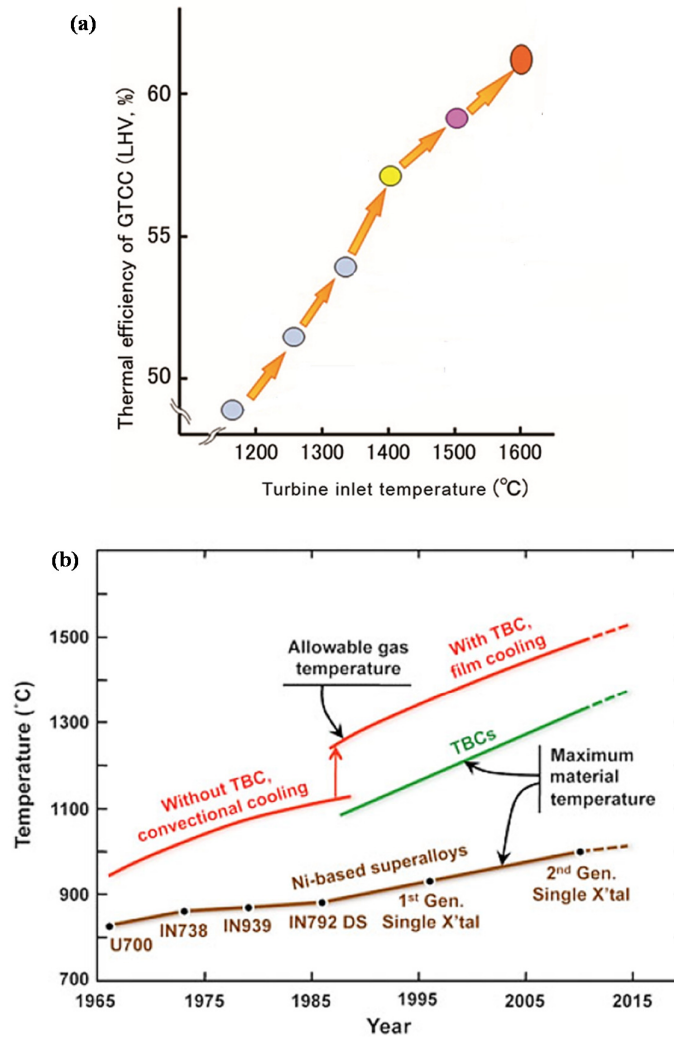 (a)
Thermal efficiency of GTCC (LHV, %)
60
55
50
1200 1300 1400 1500 1600
Turbine inlet temperature (℃)
(b)
Temperature (˚C)
1500
1300
1100
900
700
Allowable gas
temperature
With TBC,
film cooling
TBCs
Maximum
material
temperature
Without TBC,
convectional cooling
Ni-based superalloys
U700
IN738
IN939
IN792 DS
1st Gen.
Single X'tal
2nd Gen.
Single X'tal
1965 1975 1985 1995 2005 2015
Year